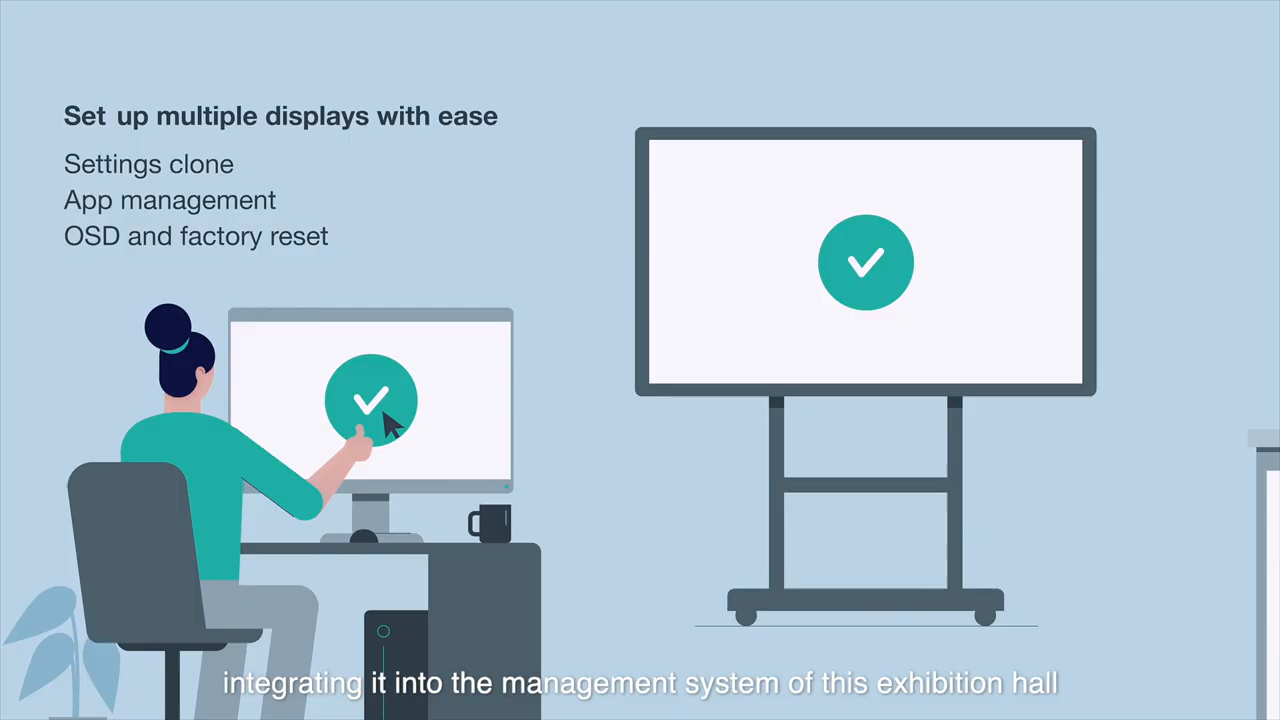 Set up multiple displays with ease
Settings clone
App management
OSD and factory reset
integrating it into the management system of this exhibition hall